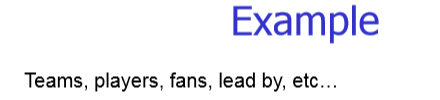 Example
Teams, players, fans, lead by, etc…